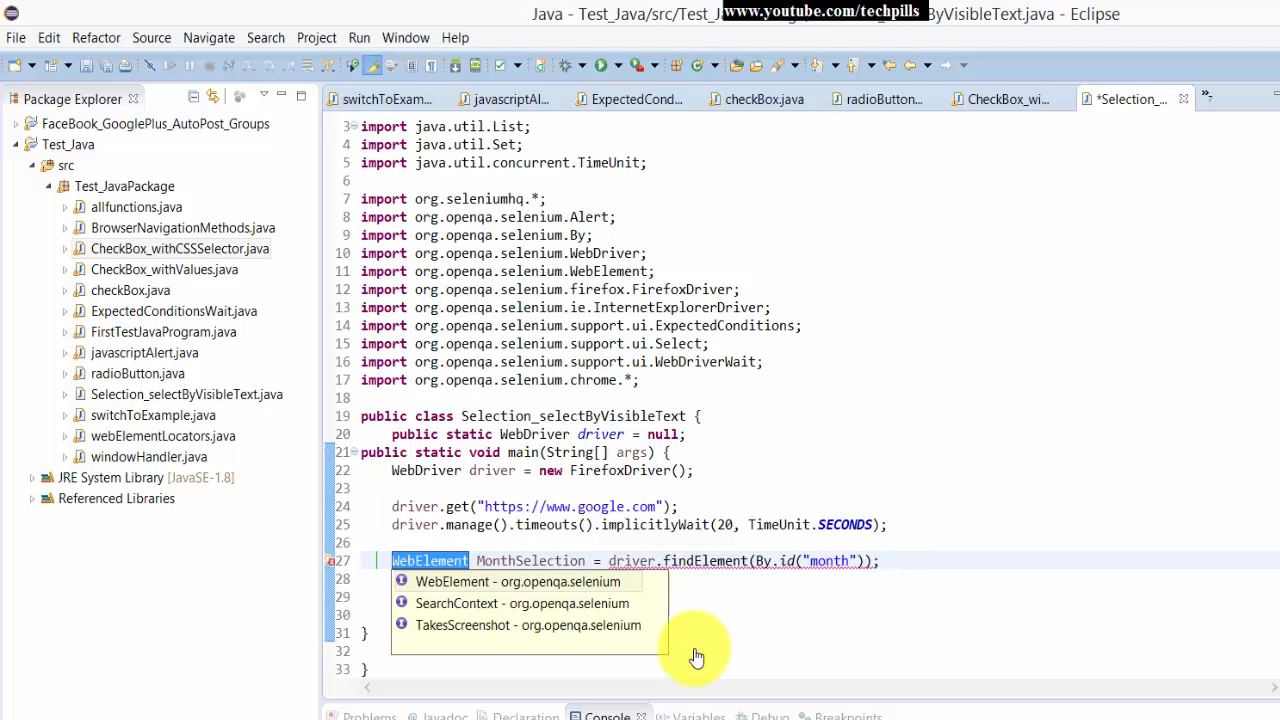 Java - Test_Java/src/Test_Ja
www.youtube.com/techpills
ByVisibleText.java - Eclipse
File Edit Refactor Source Navigate Search Project Run Window Help
Package Explorer
switchToExam... javascriptAl... ExpectedCond... checkBox.java radioButton... CheckBox_wi... *Selection_... »7
FaceBook_GooglePlus_AutoPost_Groups
Test_Java
src
Test_JavaPackage
allfunctions.java
BrowserNavigationMethods.java
CheckBox_withCSSSelector.java
CheckBox_withValues.java
checkBox.java
ExpectedConditionsWait.java
FirstTestJavaProgram.java
javascriptAlert.java
radioButton.java
Selection_selectByVisibleText.java
switchToExample.java
webElementLocators.java
windowHandler.java
JRE System Library [JavaSE-1.8]
Referenced Libraries
3 import java.util.List;
4 import java.util.Set;
5 import java.util.concurrent.TimeUnit;
6
7 import org.seleniumhq.*;
8 import org.openqa.selenium.Alert;
9 import org.openqa.selenium.By;
10 import org.openqa.selenium.WebDriver;
11 import org.openqa.selenium.WebElement;
12 import org.openqa.selenium.firefox.FirefoxDriver;
13 import org.openqa.selenium.ie.InternetExplorerDriver;
14 import org.openqa.selenium.support.ui.ExpectedConditions;
15 import org.openqa.selenium.support.ui.Select;
16 import org.openqa.selenium.support.ui.WebDriverWait;
17 import org.openqa.selenium.chrome.*;
18
19 public class Selection_selectByVisibleText {
20 public static WebDriver driver = null;
21 public static void main(String[] args) {
22 WebDriver driver = new FirefoxDriver();
23
24 driver.get("https://www.google.com");
25 driver.manage().timeouts().implicitlyWait(20, TimeUnit.SECONDS);
26
27 WebElement MonthSelection = driver.findElement(By.id("month"));
28 WebElement - org.openqa.selenium
29 SearchContext - org.openqa.selenium
30 TakesScreenshot - org.openqa.selenium
31 }
32
33 }
Problems @ Javadoc Declaration Console Variables Debug Breakpoints